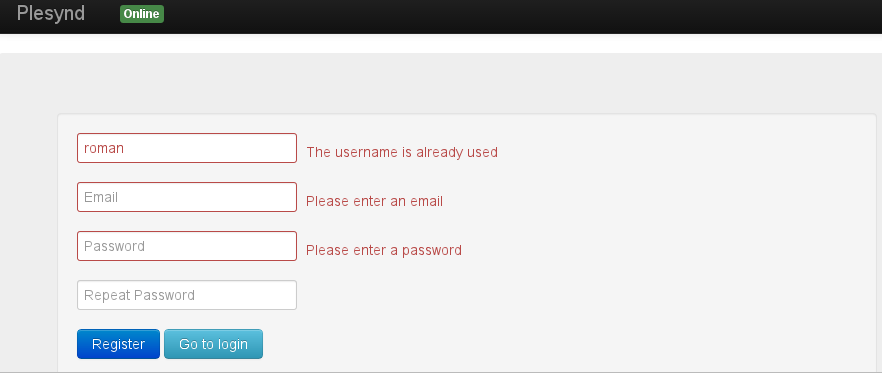 Plesynd Online
roman The username is already used
Email Please enter an email
Password Please enter a password
Repeat Password
Register Go to login